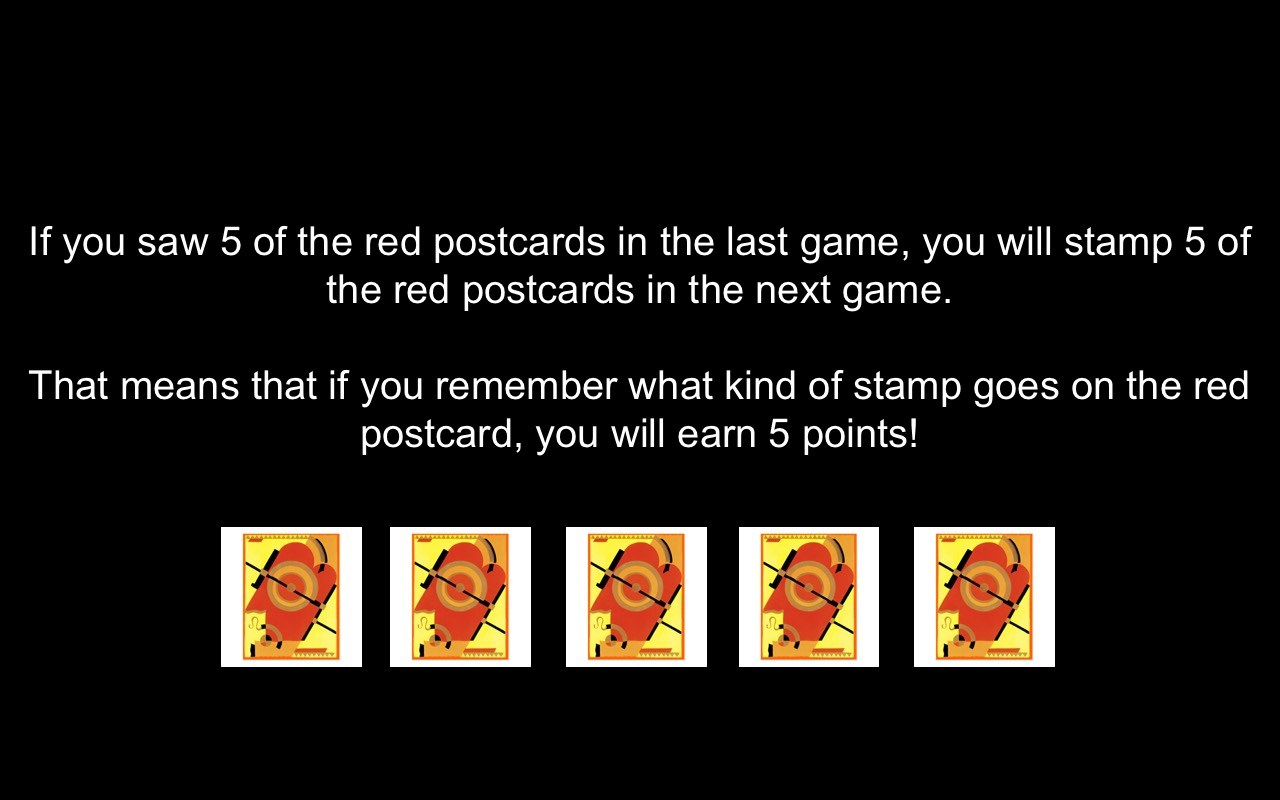 If you saw 5 of the red postcards in the last game, you will stamp 5 of
the red postcards in the next game.
That means that if you remember what kind of stamp goes on the red
postcard, you will earn 5 points!